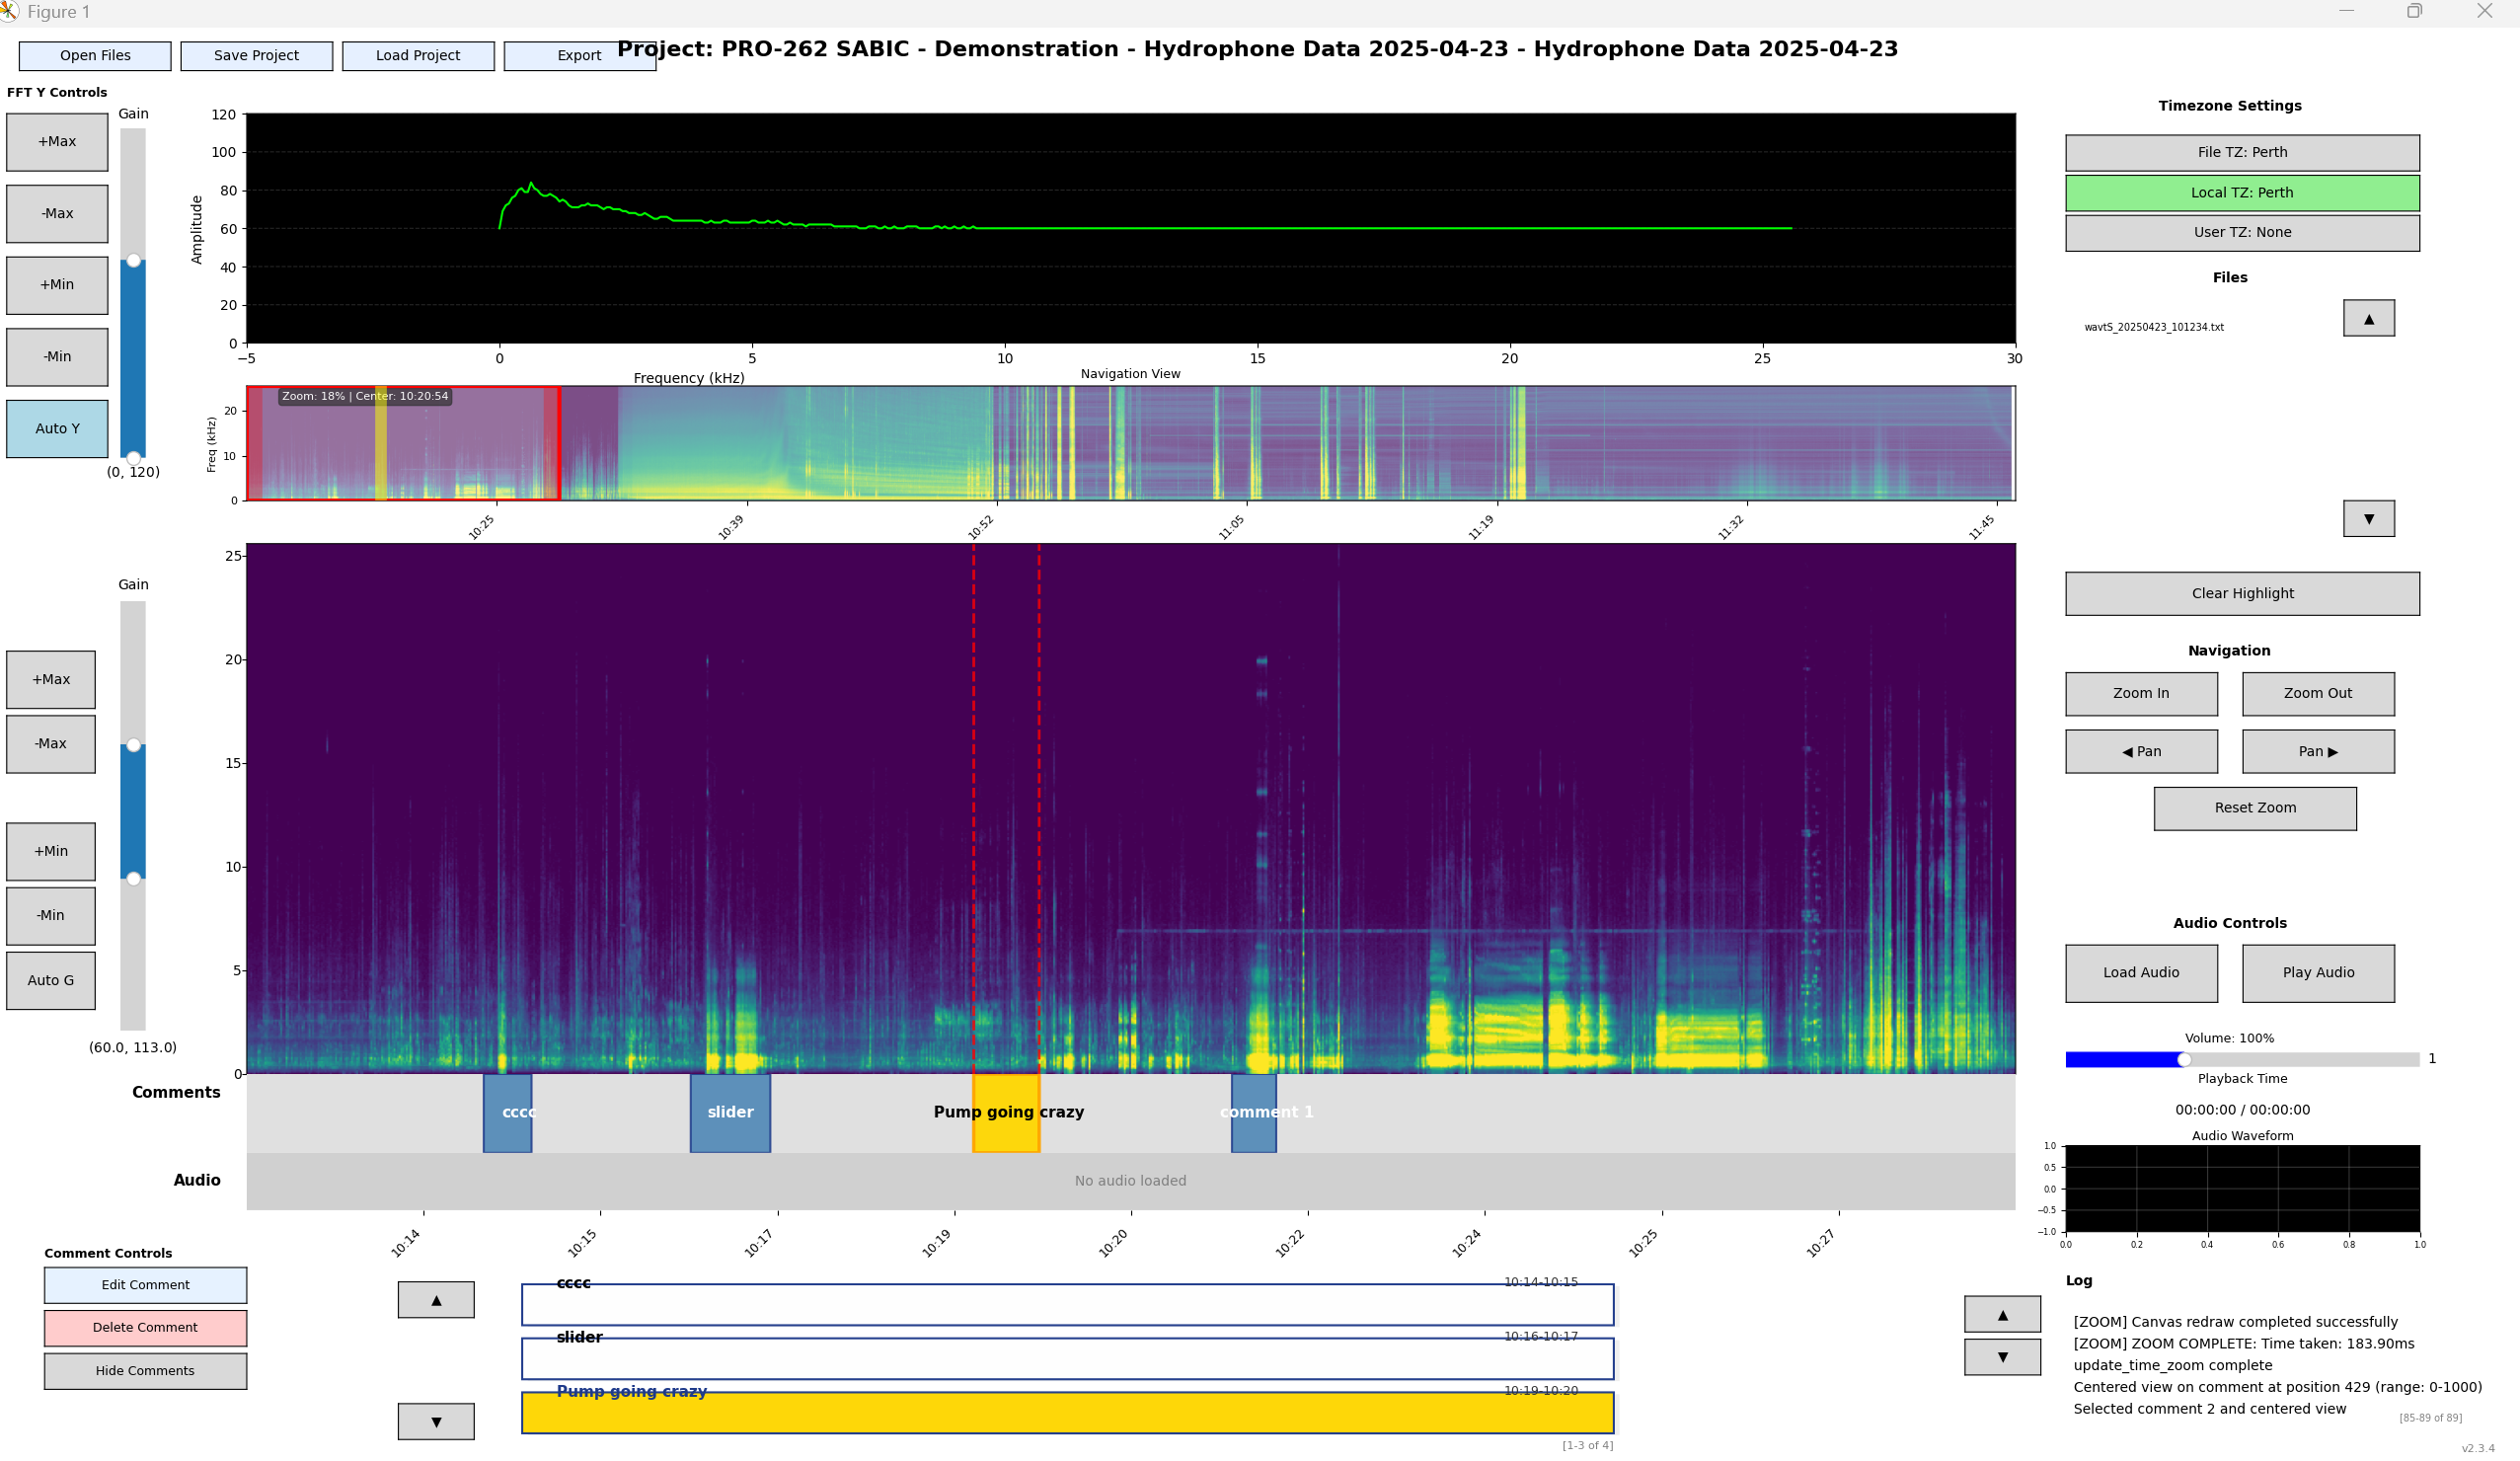 Figure 1
Open Files
Save Project
Load Project
Export
Project: PRO-262 SABIC - Demonstration - Hydrophone Data 2025-04-23 - Hydrophone Data 2025-04-23
FFT Y Controls
Gain
+Max
-Max
+Min
-Min
Auto Y
(0, 120)
Amplitude
120
100
80
60
40
20
0
−5
0
5
10
15
20
25
30
Frequency (kHz)
Navigation View
Zoom: 18% | Center: 10:20:54
Freq (kHz)
20
10
0
10:25
10:39
10:52
11:05
11:19
11:32
11:45
Gain
+Max
-Max
+Min
-Min
Auto G
(60.0, 113.0)
25
20
15
10
5
0
Comments
cccc
slider
Pump going crazy
comment 1
Audio
No audio loaded
10:14
10:15
10:17
10:19
10:20
10:22
10:24
10:25
10:27
Comment Controls
Edit Comment
Delete Comment
Hide Comments
▲
▼
cccc
10:14-10:15
slider
10:16-10:17
Pump going crazy
10:19-10:20
[1-3 of 4]
Timezone Settings
File TZ: Perth
Local TZ: Perth
User TZ: None
Files
▲
wavtS_20250423_101234.txt
▼
Clear Highlight
Navigation
Zoom In
Zoom Out
◀ Pan
Pan ▶
Reset Zoom
Audio Controls
Load Audio
Play Audio
Volume: 100%
1
Playback Time
00:00:00 / 00:00:00
Audio Waveform
1.0
0.5
0.0
−0.5
−1.0
0.0
0.2
0.4
0.6
0.8
1.0
Log
▲
▼
[ZOOM] Canvas redraw completed successfully
[ZOOM] ZOOM COMPLETE: Time taken: 183.90ms
update_time_zoom complete
Centered view on comment at position 429 (range: 0-1000)
Selected comment 2 and centered view
[85-89 of 89]
v2.3.4